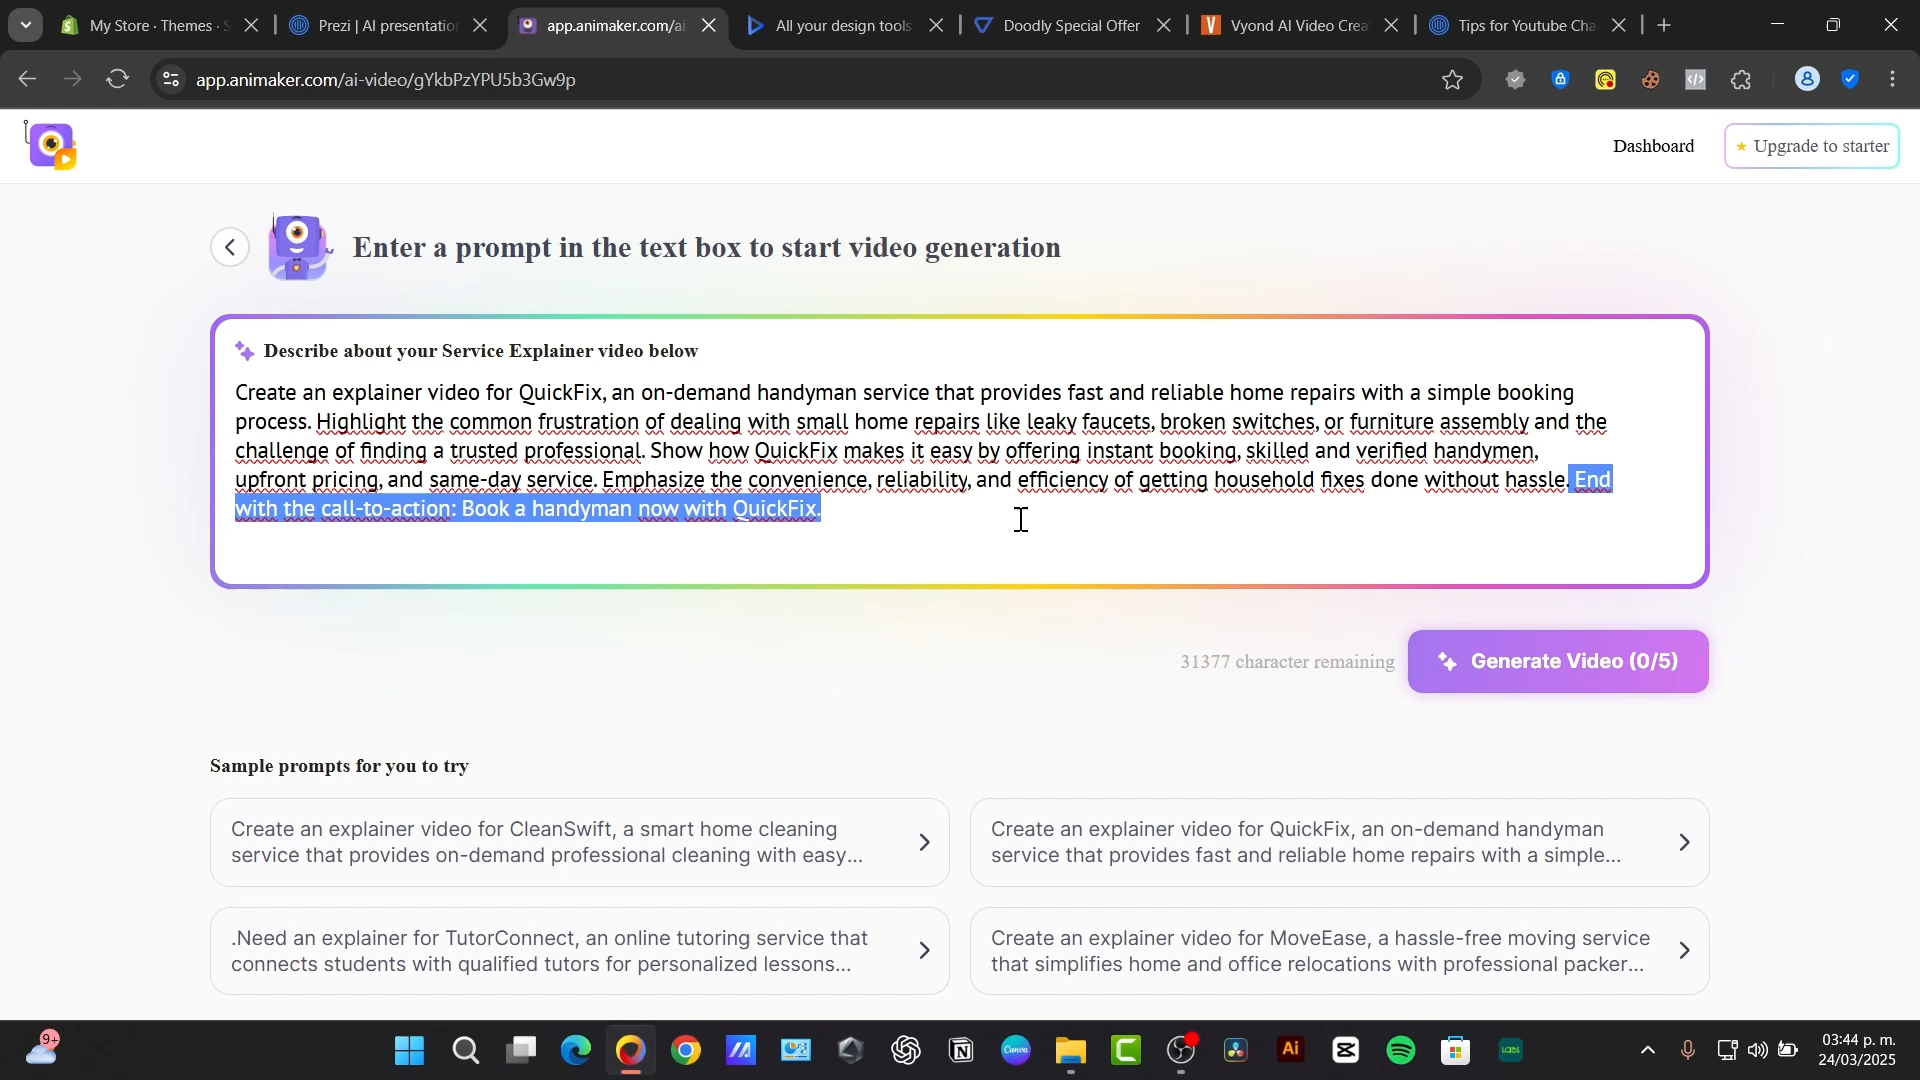 My Store · Themes · S
Prezi | AI presentation
app.animaker.com/ai
All your design tools
Doodly Special Offer
Vyond AI Video Crea
Tips for Youtube Cha
app.animaker.com/ai-video/gYkbPzYPU5b3Gw9p
Dashboard
Upgrade to starter
Enter a prompt in the text box to start video generation
Describe about your Service Explainer video below
Create an explainer video for QuickFix, an on-demand handyman service that provides fast and reliable home repairs with a simple booking
process. Highlight the common frustration of dealing with small home repairs like leaky faucets, broken switches, or furniture assembly and the
challenge of finding a trusted professional. Show how QuickFix makes it easy by offering instant booking, skilled and verified handymen,
upfront pricing, and same-day service. Emphasize the convenience, reliability, and efficiency of getting household fixes done without hassle. End
with the call-to-action: Book a handyman now with QuickFix.
31377 character remaining
Generate Video (0/5)
Sample prompts for you to try
Create an explainer video for CleanSwift, a smart home cleaning
service that provides on-demand professional cleaning with easy...
Create an explainer video for QuickFix, an on-demand handyman
service that provides fast and reliable home repairs with a simple...
.Need an explainer for TutorConnect, an online tutoring service that
connects students with qualified tutors for personalized lessons...
Create an explainer video for MoveEase, a hassle-free moving service
that simplifies home and office relocations with professional packer...
9+
Canva
Ai
LABS
03:44 p. m.
24/03/2025